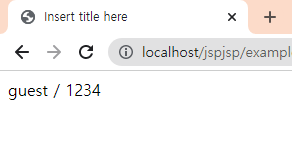 Insert title here
localhost/jspjsp/exampl
guest / 1234